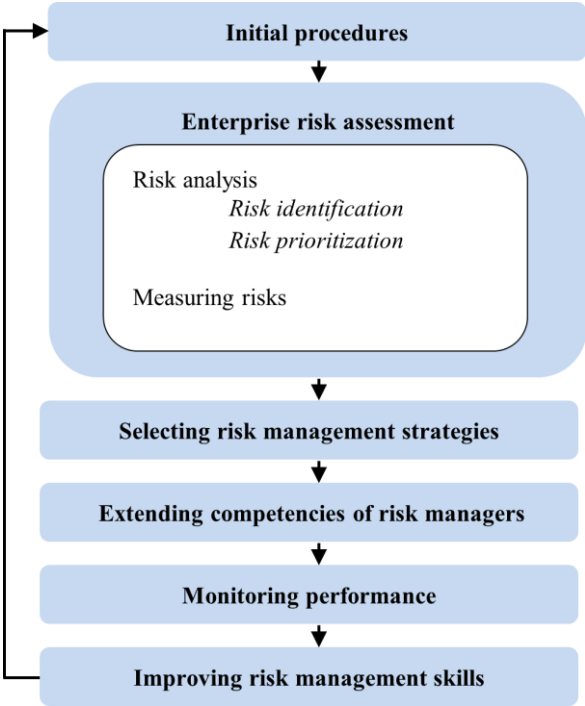 Initial procedures
Enterprise risk assessment
Risk analysis
Risk identification
Risk prioritization
Measuring risks
Selecting risk management strategies
Extending competencies of risk managers
Monitoring performance
Improving risk management skills